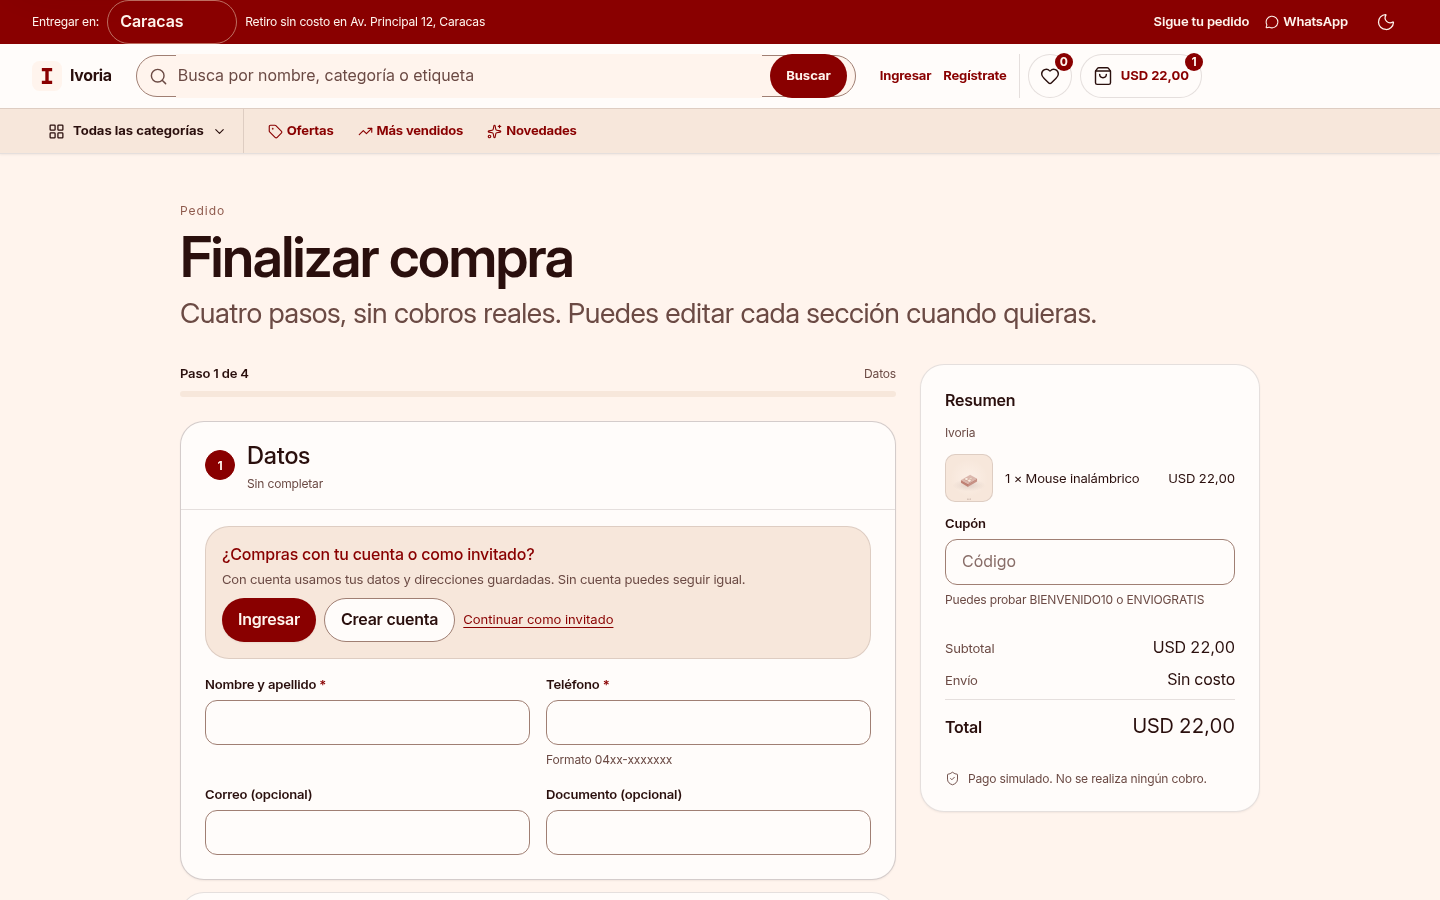 Entregar en: Caracas Retiro sin costo en Av. Principal 12, Caracas Sigue tu pedido WhatsApp
I Ivoria Busca por nombre, categoría o etiqueta Buscar Ingresar Regístrate 0 USD 22,00 1
Todas las categorías Ofertas Más vendidos Novedades
Pedido
Finalizar compra
Cuatro pasos, sin cobros reales. Puedes editar cada sección cuando quieras.
Paso 1 de 4 Datos
1 Datos
Sin completar
¿Compras con tu cuenta o como invitado?
Con cuenta usamos tus datos y direcciones guardadas. Sin cuenta puedes seguir igual.
Ingresar Crear cuenta Continuar como invitado
Nombre y apellido * Teléfono *
Formato 04xx-xxxxxxx
Correo (opcional) Documento (opcional)
Resumen
Ivoria
1 × Mouse inalámbrico USD 22,00
Cupón
Código
Puedes probar BIENVENIDO10 o ENVIOGRATIS
Subtotal USD 22,00
Envío Sin costo
Total USD 22,00
Pago simulado. No se realiza ningún cobro.